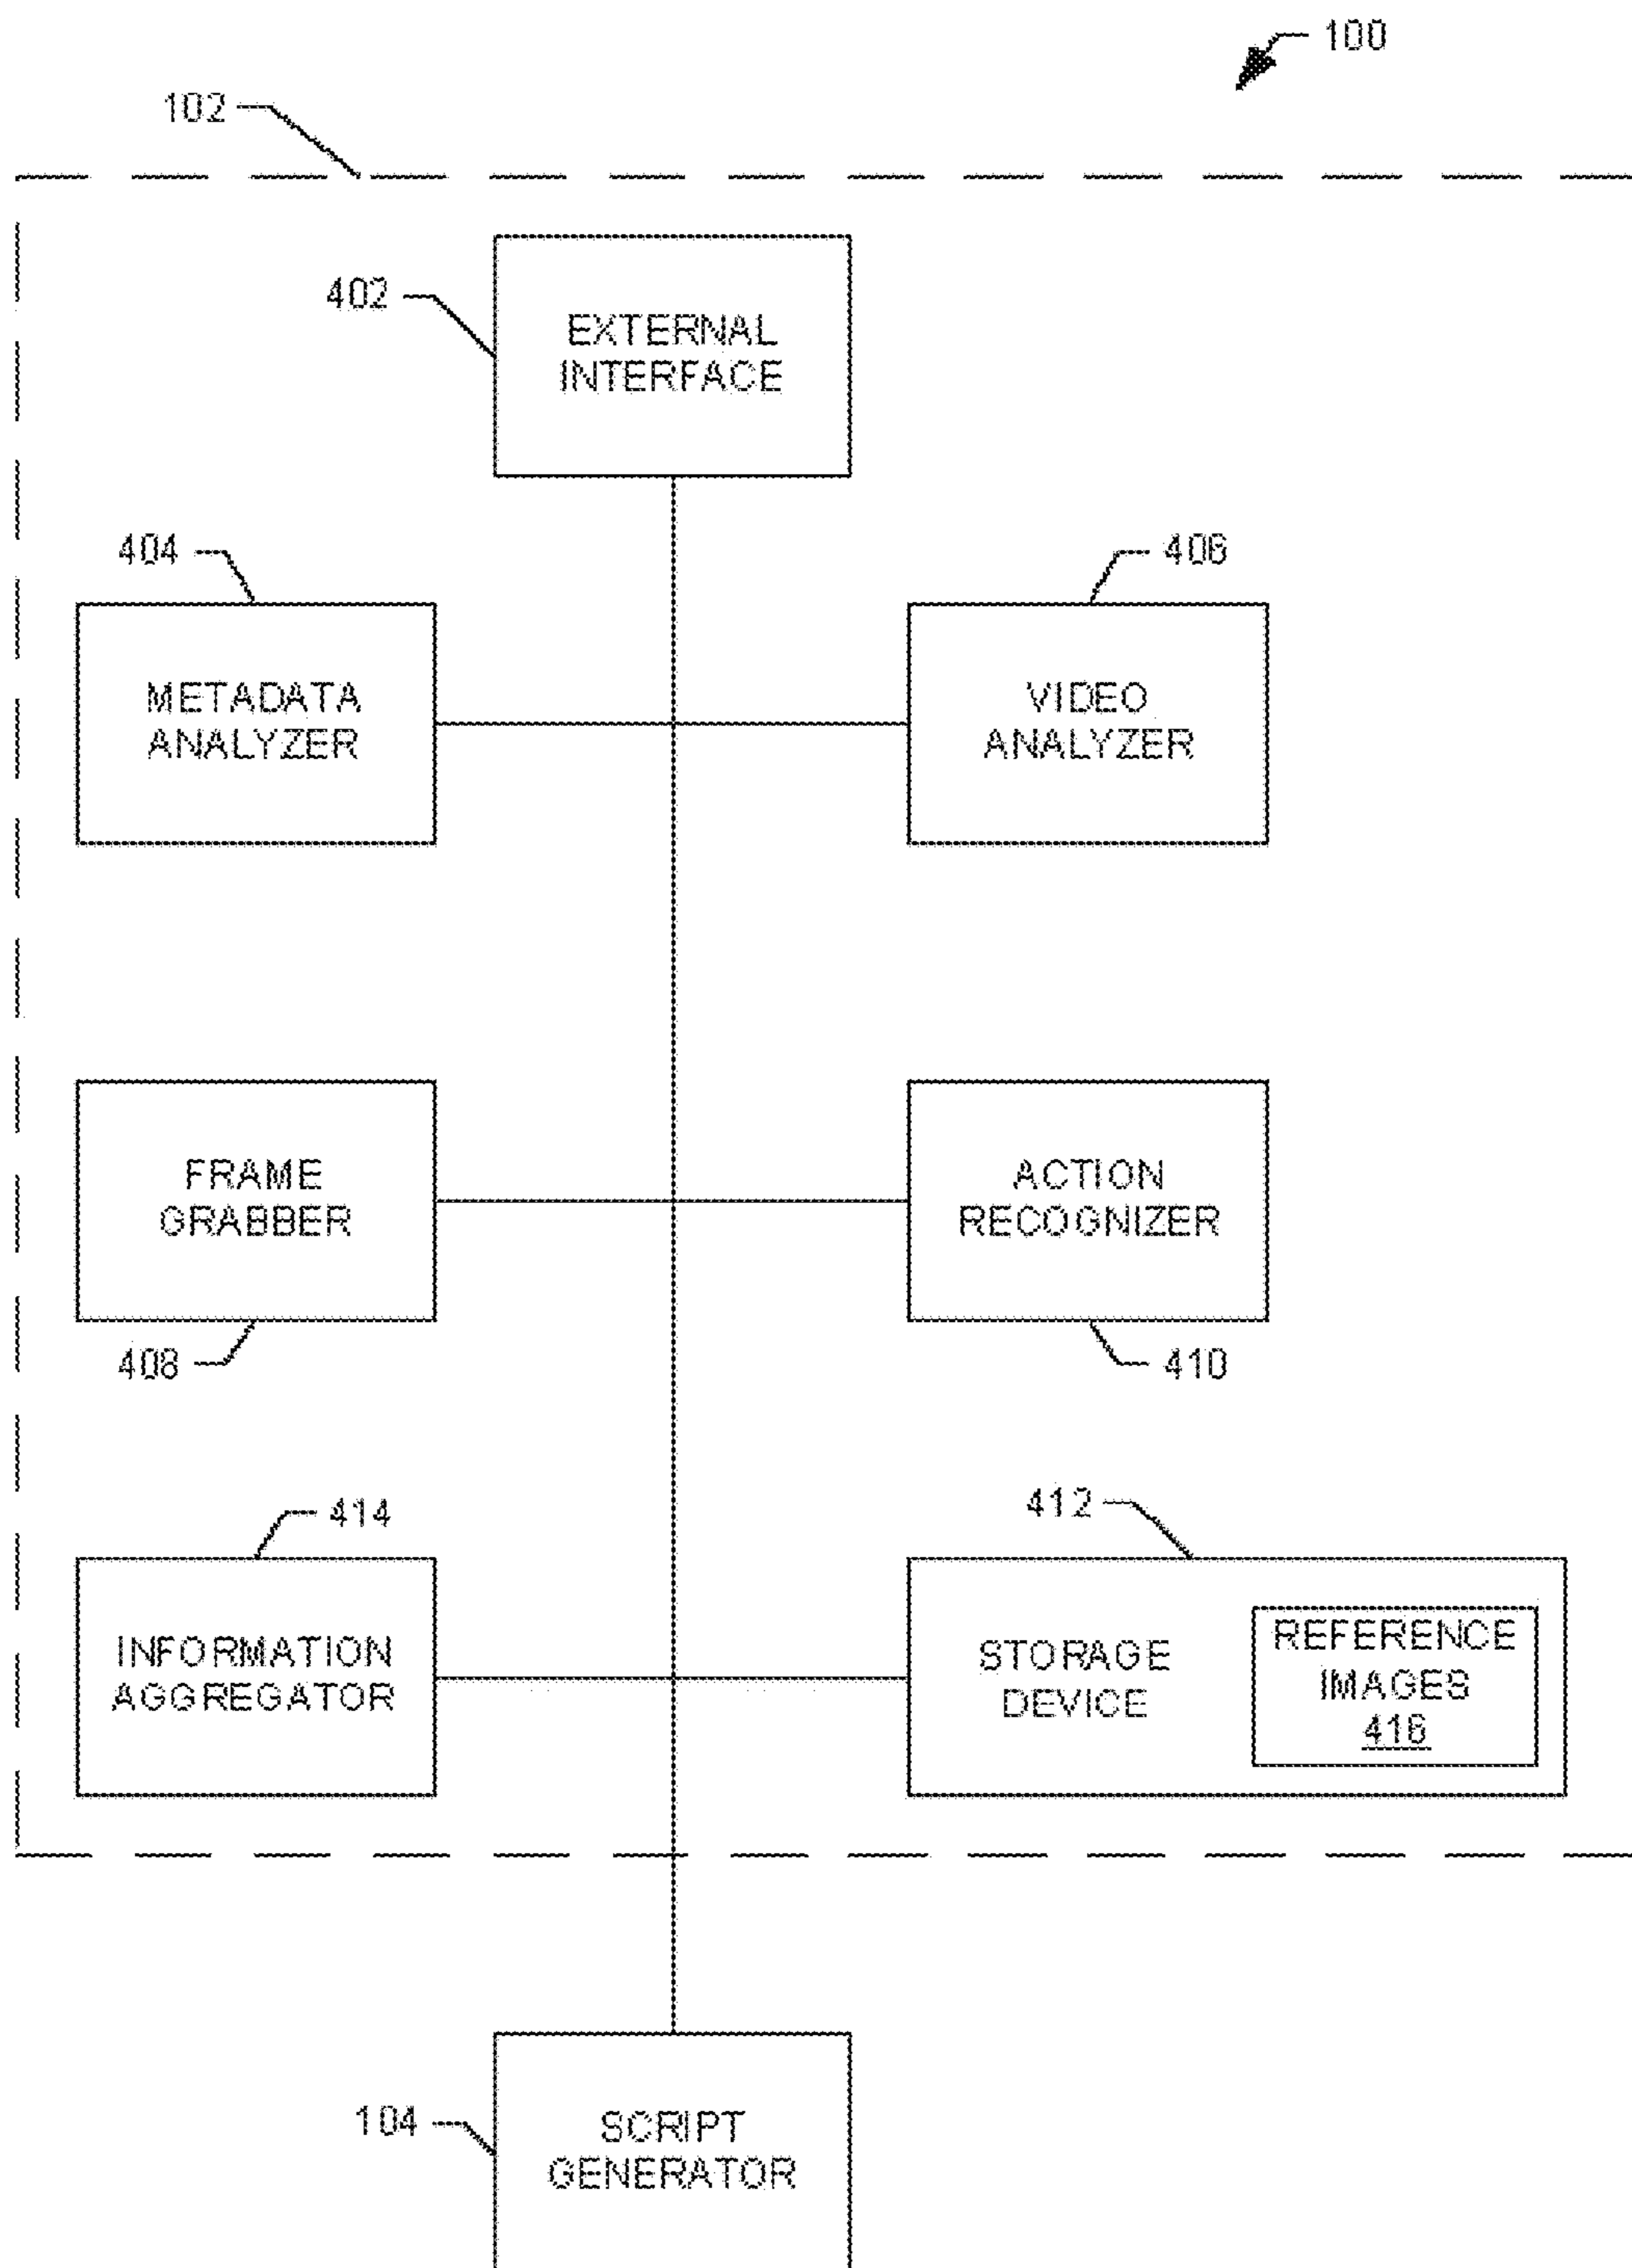 100
102
402
EXTERNAL
INTERFACE
404
406
METADATA
ANALYZER
VIDEO
ANALYZER
FRAME
GRABBER
ACTION
RECOGNIZER
408
410
414
412
INFORMATION
AGGREGATOR
STORAGE
DEVICE
REFERENCE
IMAGES
416
104
SCRIPT
GENERATOR